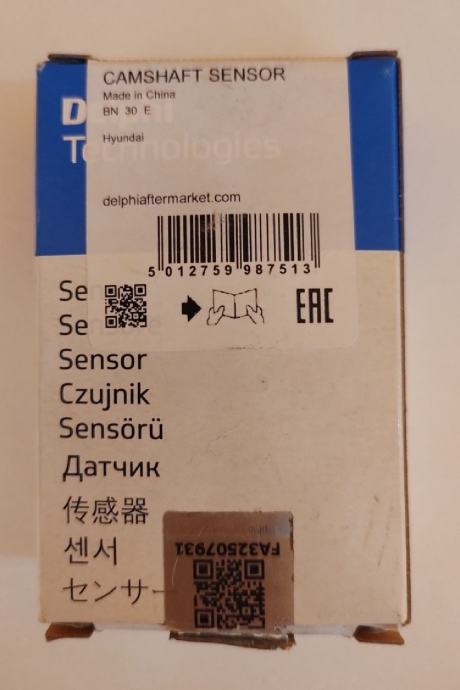 CAMSHAFT SENSOR
Made in China
BN 30 E
Hyundai
Technologies
delphiaftermarket.com
5 012759 987513
EAC
Sensor
Czujnik
Sensörü
Датчик
传感器
센서
センサー
FA32507931